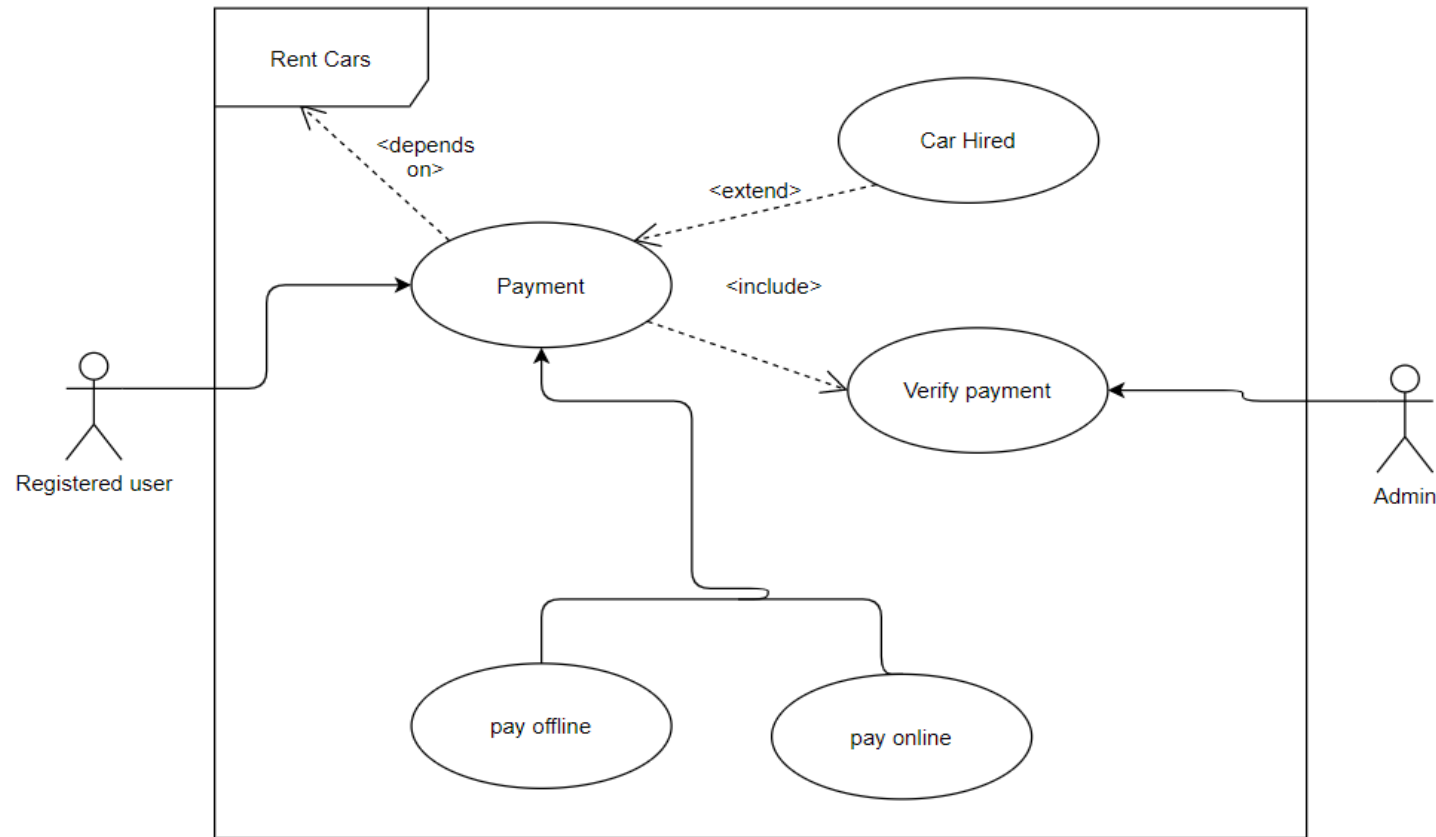 Rent Cars
<depends
on>
Car Hired
<extend>
Payment
<include>
Verify payment
Registered user
Admin
pay offline
pay online